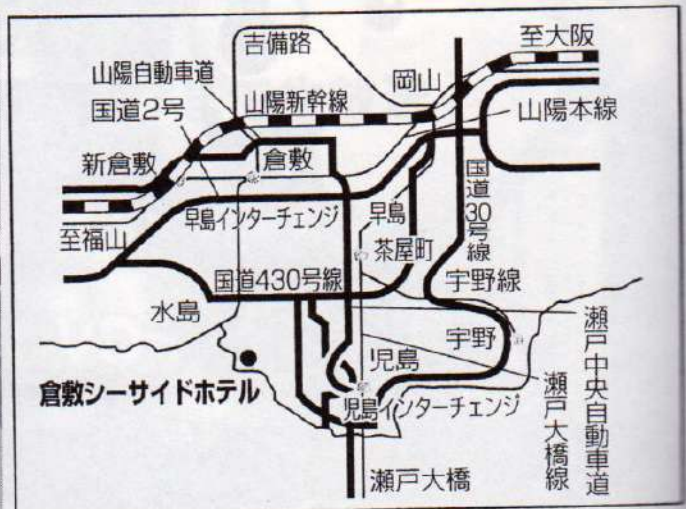 吉備路
至大阪
山陽自動車道
岡山
国道2号
山陽新幹線
山陽本線
新倉敷
倉敷
国道30号線
早島インターチェンジ
早島
至福山
茶屋町
国道430号線
宇野線
水島
宇野
瀬戸中央自動車道
児島
倉敷シーサイドホテル
児島インターチェンジ
瀬戸大橋線
瀬戸大橋